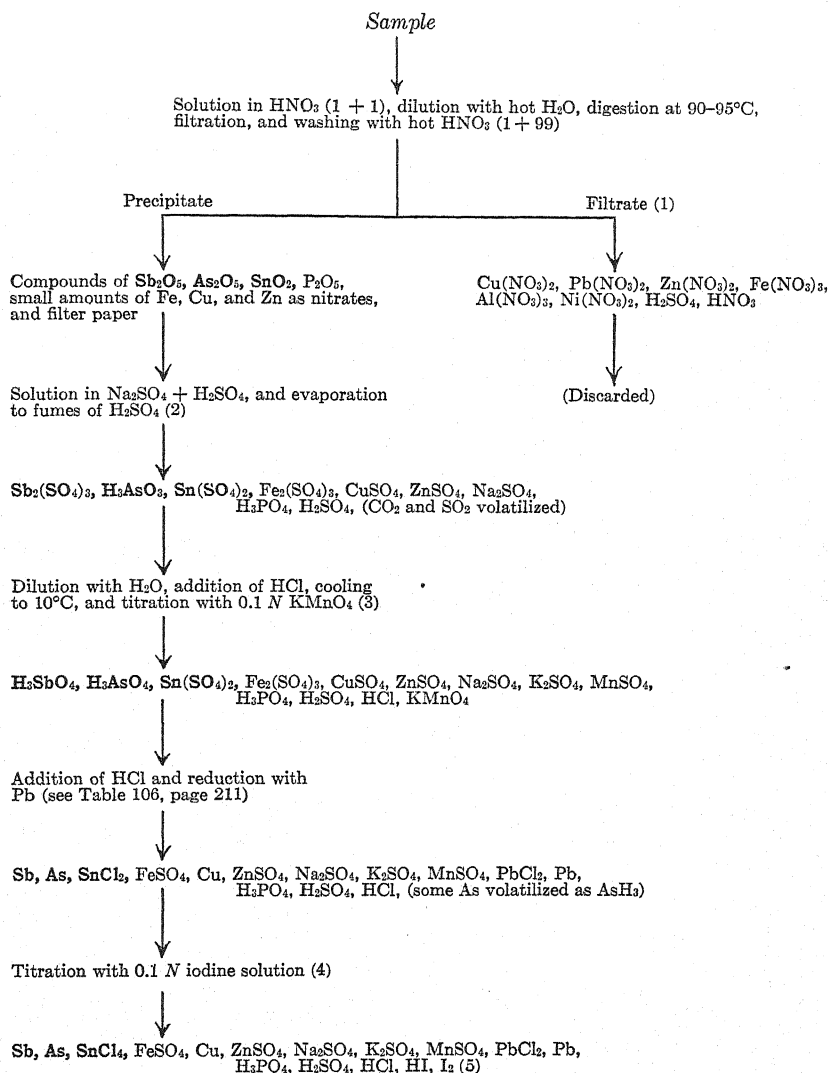 Sample
Solution in HNO₃ (1 + 1), dilution with hot H₂O, digestion at 90–95°C,
filtration, and washing with hot HNO₃ (1 + 99)
Precipitate
Filtrate (1)
Compounds of Sb₂O₅, As₂O₅, SnO₂, P₂O₅,
small amounts of Fe, Cu, and Zn as nitrates,
and filter paper
Cu(NO₃)₂, Pb(NO₃)₂, Zn(NO₃)₂, Fe(NO₃)₃,
Al(NO₃)₃, Ni(NO₃)₂, H₂SO₄, HNO₃
Solution in Na₂SO₄ + H₂SO₄, and evaporation
to fumes of H₂SO₄ (2)
(Discarded)
Sb₂(SO₄)₃, H₃AsO₃, Sn(SO₄)₂, Fe₂(SO₄)₃, CuSO₄, ZnSO₄, Na₂SO₄,
H₃PO₄, H₂SO₄, (CO₂ and SO₂ volatilized)
Dilution with H₂O, addition of HCl, cooling
to 10°C, and titration with 0.1 N KMnO₄ (3)
H₃SbO₄, H₃AsO₄, Sn(SO₄)₂, Fe₂(SO₄)₃, CuSO₄, ZnSO₄, Na₂SO₄, K₂SO₄, MnSO₄,
H₃PO₄, H₂SO₄, HCl, KMnO₄
Addition of HCl and reduction with
Pb (see Table 106, page 211)
Sb, As, SnCl₂, FeSO₄, Cu, ZnSO₄, Na₂SO₄, K₂SO₄, MnSO₄, PbCl₂, Pb,
H₃PO₄, H₂SO₄, HCl, (some As volatilized as AsH₃)
Titration with 0.1 N iodine solution (4)
Sb, As, SnCl₄, FeSO₄, Cu, ZnSO₄, Na₂SO₄, K₂SO₄, MnSO₄, PbCl₂, Pb,
H₃PO₄, H₂SO₄, HCl, HI, I₂ (5)